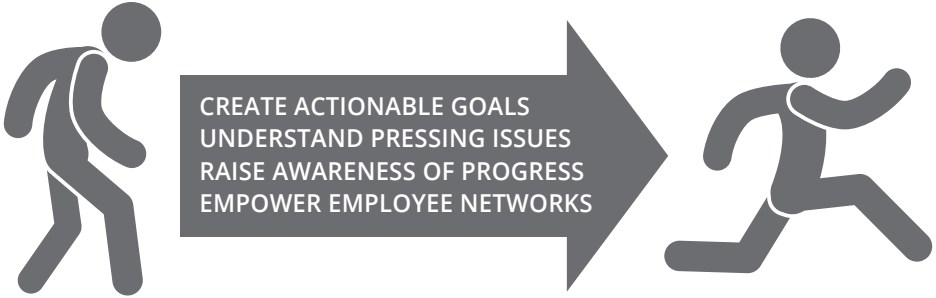 CREATE ACTIONABLE GOALS
UNDERSTAND PRESSING ISSUES
RAISE AWARENESS OF PROGRESS
EMPOWER EMPLOYEE NETWORKS